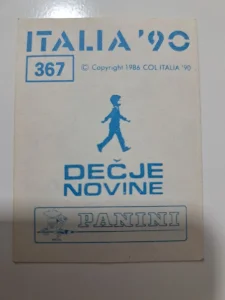 ITALIA '90
367
© Copyright 1986 COL ITALIA '90
DEČJE
NOVINE
PANINI